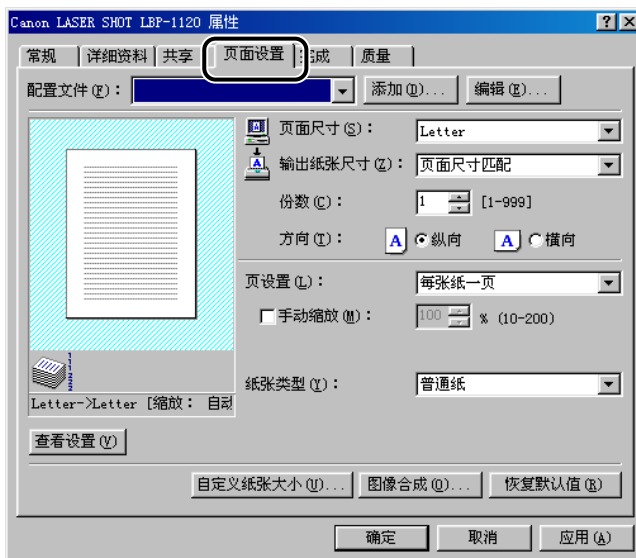 Canon LASER SHOT LBP-1120 属性
常规 详细资料 共享 页面设置 完成 质量
配置文件(F): 添加(D)... 编辑(E)...
页面尺寸(S): Letter
输出纸张尺寸(Z): 页面尺寸匹配
份数(C): 1 [1-999]
方向(T): A 纵向 A 横向
页设置(L): 每张纸一页
手动缩放(M): 100 % (10-200)
纸张类型(Y): 普通纸
Letter->Letter [缩放: 自动
查看设置(V)
自定义纸张大小(U)... 图像合成(O)... 恢复默认值(R)
确定 取消 应用(A)